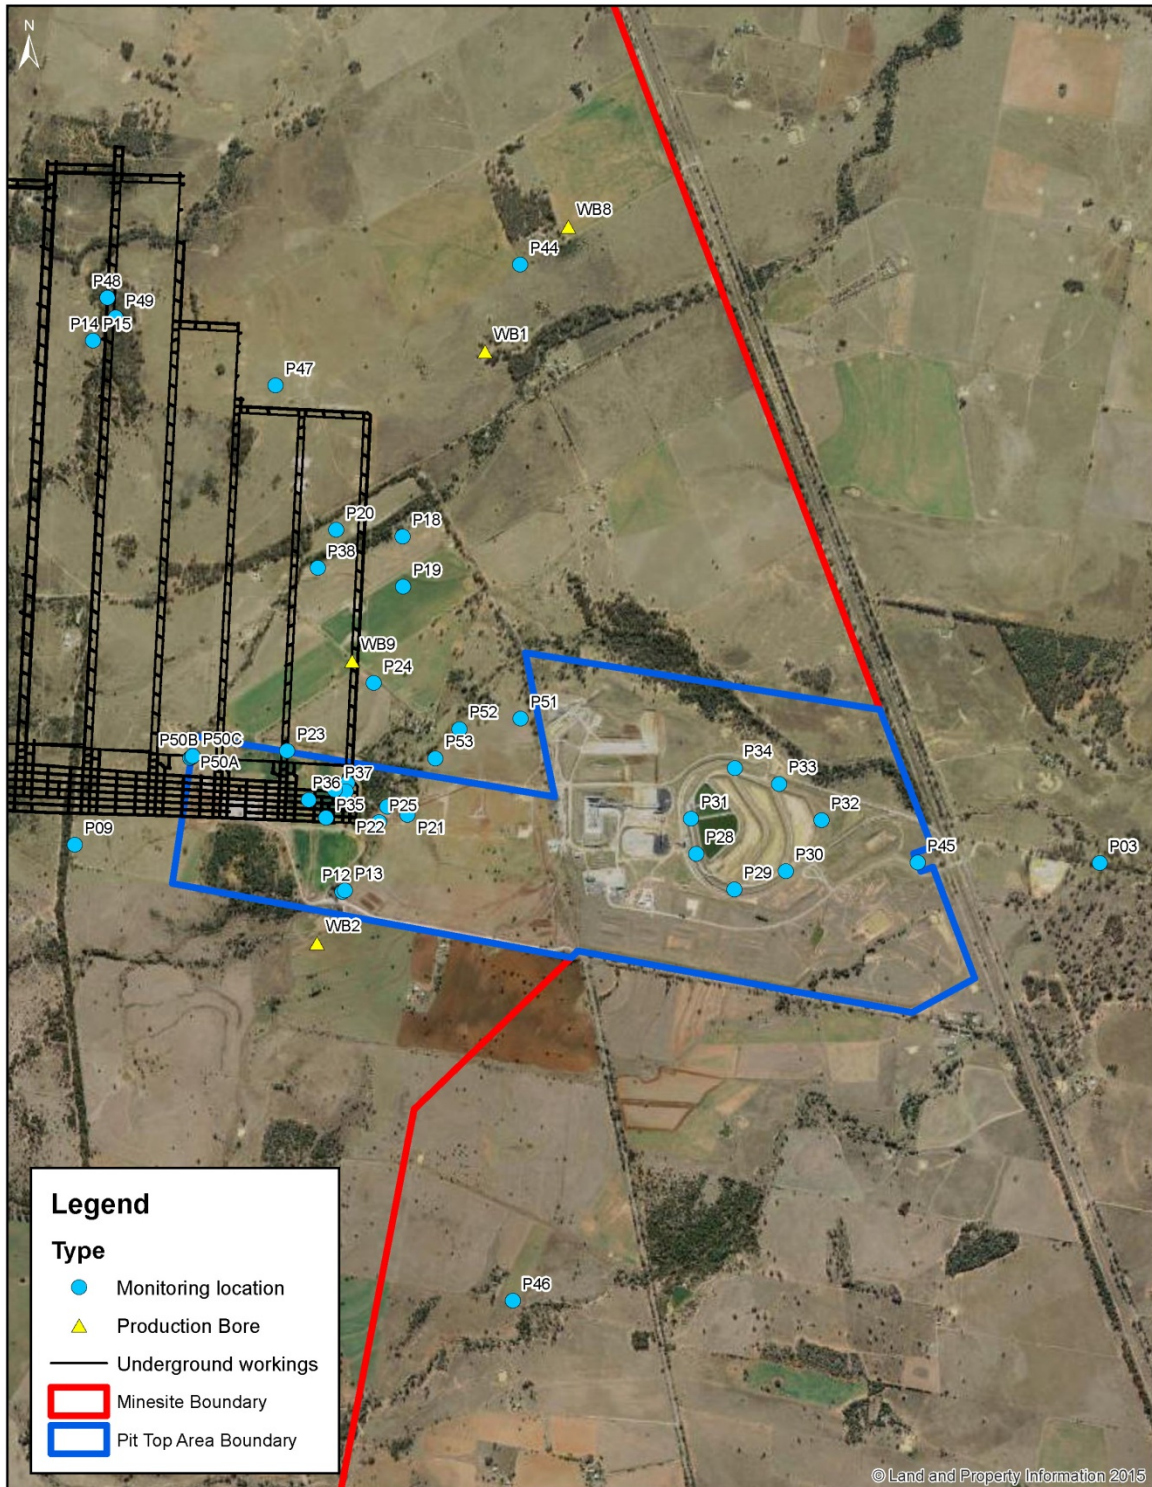 N
WB8
P44
P48
P49
P14 P15
WB1
P47
P20
P18
P38
P19
WB9
P24
P51
P52
P50B P50C
P23
P53
P50A
P34
P37
P33
P36
P25
P31
P32
P35
P22
P21
P09
P28
P45
P03
P30
P12 P13
P29
WB2
P46
Legend
Type
Monitoring location
Production Bore
Underground workings
Minesite Boundary
Pit Top Area Boundary
© Land and Property Information 2015